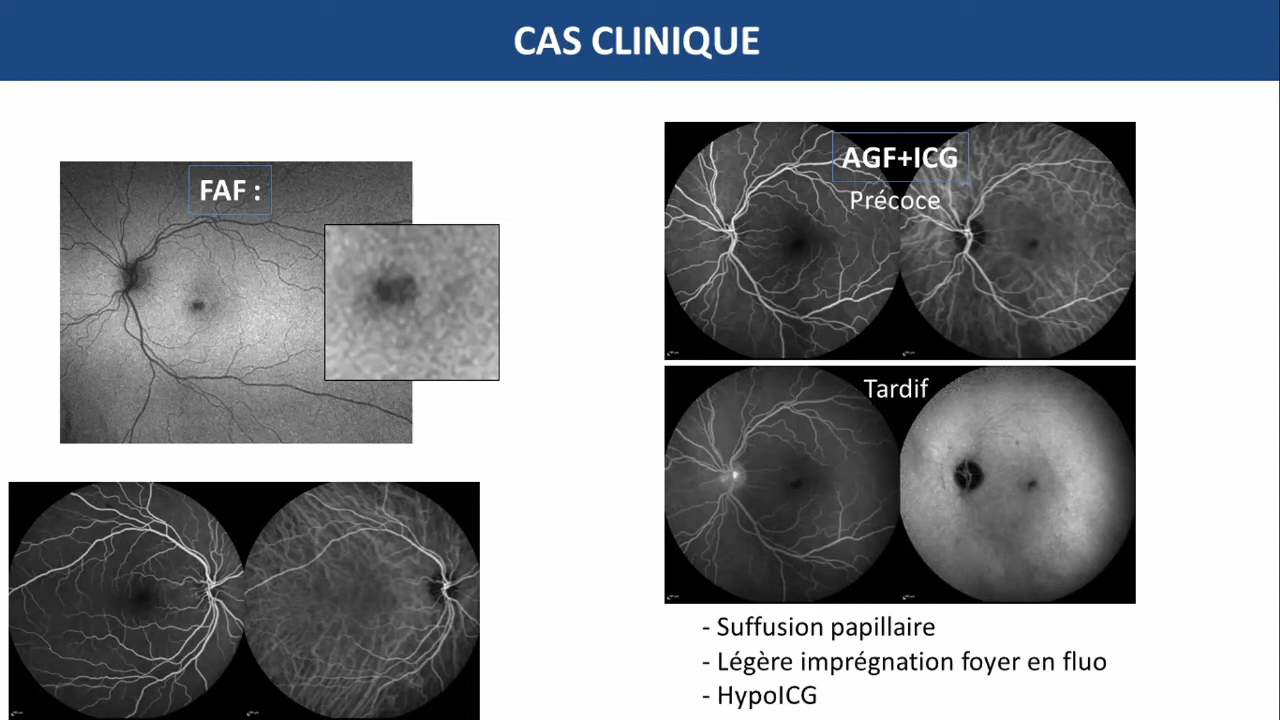 CAS CLINIQUE
FAF :
AGF+ICG
Précoce
Tardif
- Suffusion papillaire
- Légère imprégnation foyer en fluo
- HypoICG